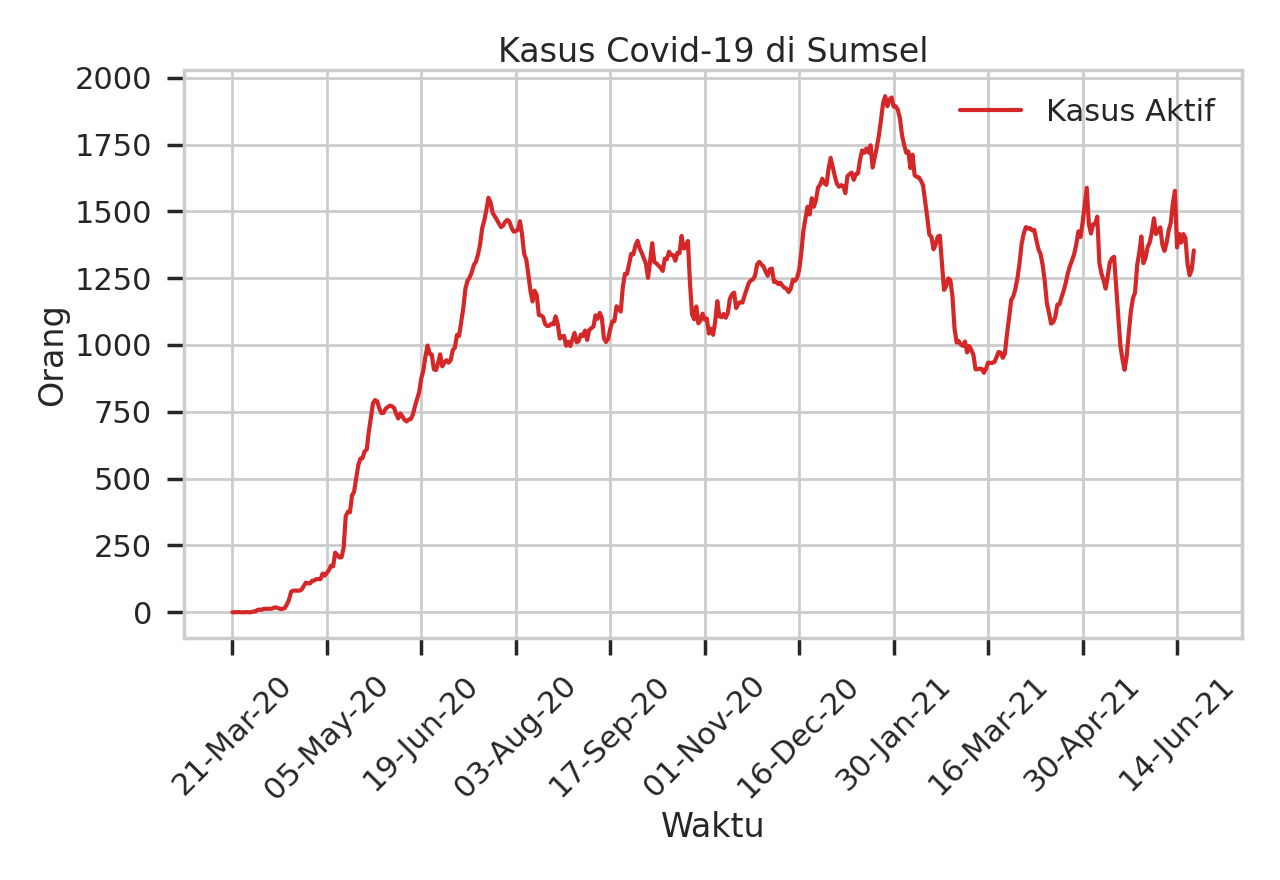 Kasus Covid-19 di Sumsel
Kasus Aktif
2000
1750
1500
1250
1000
750
500
250
0
Orang
21-Mar-20
05-May-20
19-Jun-20
03-Aug-20
17-Sep-20
01-Nov-20
16-Dec-20
30-Jan-21
16-Mar-21
30-Apr-21
14-Jun-21
Waktu